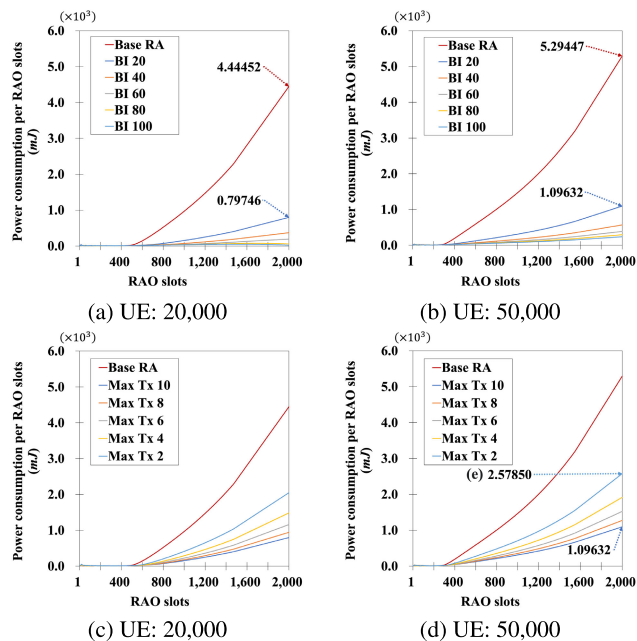 (×10³)
6.0
5.0
4.0
3.0
2.0
1.0
0.0
Power consumption per RAO slots
(mJ)
Base RA
BI 20
BI 40
BI 60
BI 80
BI 100
4.44452
0.79746
1 400 800 1,200 1,600 2,000
RAO slots
(a) UE: 20,000
(×10³)
6.0
5.0
4.0
3.0
2.0
1.0
0.0
Power consumption per RAO slots
(mJ)
Base RA
BI 20
BI 40
BI 60
BI 80
BI 100
5.29447
1.09632
1 400 800 1,200 1,600 2,000
RAO slots
(b) UE: 50,000
(×10³)
6.0
5.0
4.0
3.0
2.0
1.0
0.0
Power consumption per RAO slots
(mJ)
Base RA
Max Tx 10
Max Tx 8
Max Tx 6
Max Tx 4
Max Tx 2
1 400 800 1,200 1,600 2,000
RAO slots
(c) UE: 20,000
(×10³)
6.0
5.0
4.0
3.0
2.0
1.0
0.0
Power consumption per RAO slots
(mJ)
Base RA
Max Tx 10
Max Tx 8
Max Tx 6
Max Tx 4
Max Tx 2
(e) 2.57850
1.09632
1 400 800 1,200 1,600 2,000
RAO slots
(d) UE: 50,000